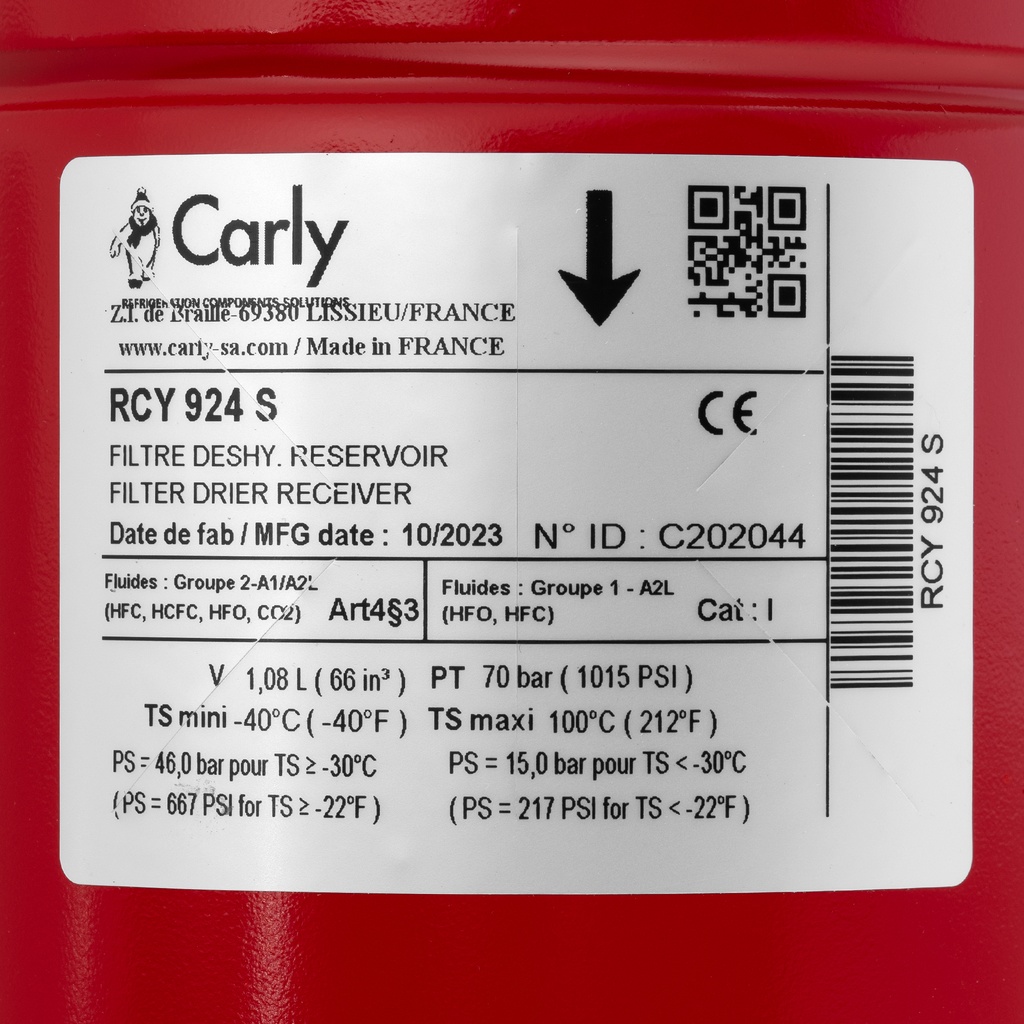 Carly
REFRIGERATION COMPONENTS SOLUTIONS
Z.I. de Braille-69380 LISSIEU/FRANCE
www.carly-sa.com / Made in FRANCE
RCY 924 S
CE
FILTRE DESHY. RESERVOIR
FILTER DRIER RECEIVER
Date de fab / MFG date : 10/2023 N° ID : C202044
Fluides : Groupe 2-A1/A2L
(HFC, HCFC, HFO, CO2) Art4§3
Fluides : Groupe 1 - A2L
(HFO, HFC) Cat : I
V 1,08 L ( 66 in³ ) PT 70 bar ( 1015 PSI )
TS mini -40°C ( -40°F ) TS maxi 100°C ( 212°F )
PS = 46,0 bar pour TS ≥ -30°C PS = 15,0 bar pour TS < -30°C
( PS = 667 PSI for TS ≥ -22°F ) ( PS = 217 PSI for TS < -22°F )
RCY 924 S